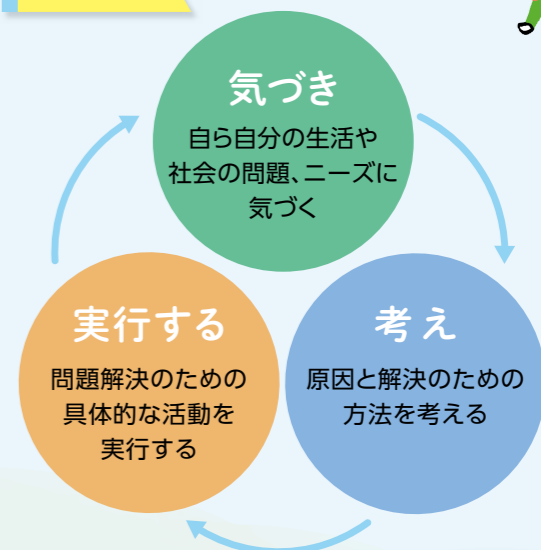 気づき
自ら自分の生活や
社会の問題、ニーズに
気づく
考え
原因と解決のための
方法を考える
実行する
問題解決のための
具体的な活動を
実行する